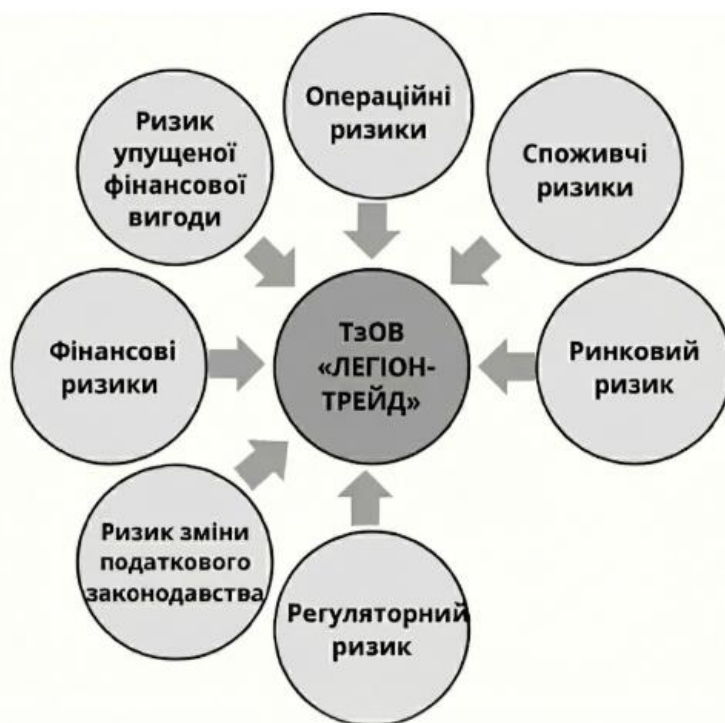 Операційні
ризики
Ризик
упущеної
фінансової
вигоди
Споживчі
ризики
ТзОВ
«ЛЕГІОН-
ТРЕЙД»
Фінансові
ризики
Ринковий
ризик
Ризик зміни
податкового
законодавства
Регуляторний
ризик